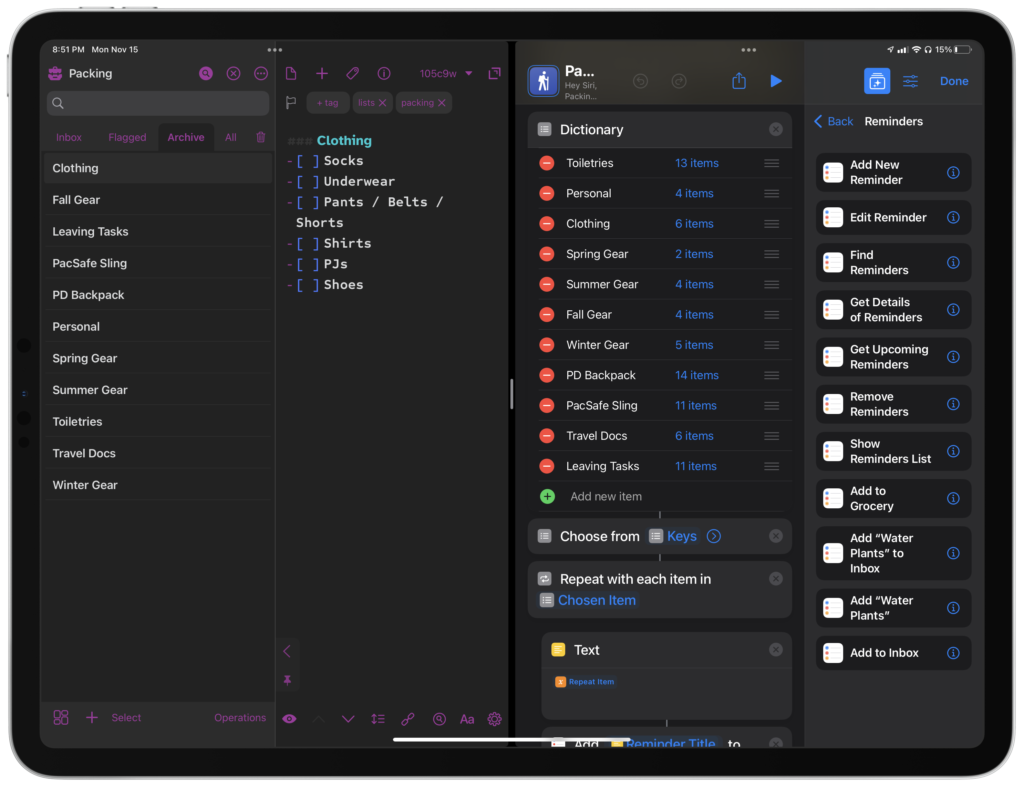 8:51 PM Mon Nov 15
15%
Packing
Inbox
Flagged
Archive
All
Clothing
Fall Gear
Leaving Tasks
PacSafe Sling
PD Backpack
Personal
Spring Gear
Summer Gear
Toiletries
Travel Docs
Winter Gear
Select
Operations
105c9w
+ tag
lists
packing
### Clothing
- [ ] Socks
- [ ] Underwear
- [ ] Pants / Belts /
Shorts
- [ ] Shirts
- [ ] PJs
- [ ] Shoes
Aa
Pa...
Hey Siri,
Packin...
Dictionary
Toiletries 13 items
Personal 4 items
Clothing 6 items
Spring Gear 2 items
Summer Gear 4 items
Fall Gear 4 items
Winter Gear 5 items
PD Backpack 14 items
PacSafe Sling 11 items
Travel Docs 6 items
Leaving Tasks 11 items
Add new item
Choose from Keys
Repeat with each item in
Chosen Item
Text
Repeat Item
Add Reminder Title to
Done
Back
Reminders
Add New
Reminder
Edit Reminder
Find
Reminders
Get Details
of Reminders
Get Upcoming
Reminders
Remove
Reminders
Show
Reminders List
Add to
Grocery
Add “Water
Plants” to
Inbox
Add “Water
Plants”
Add to Inbox